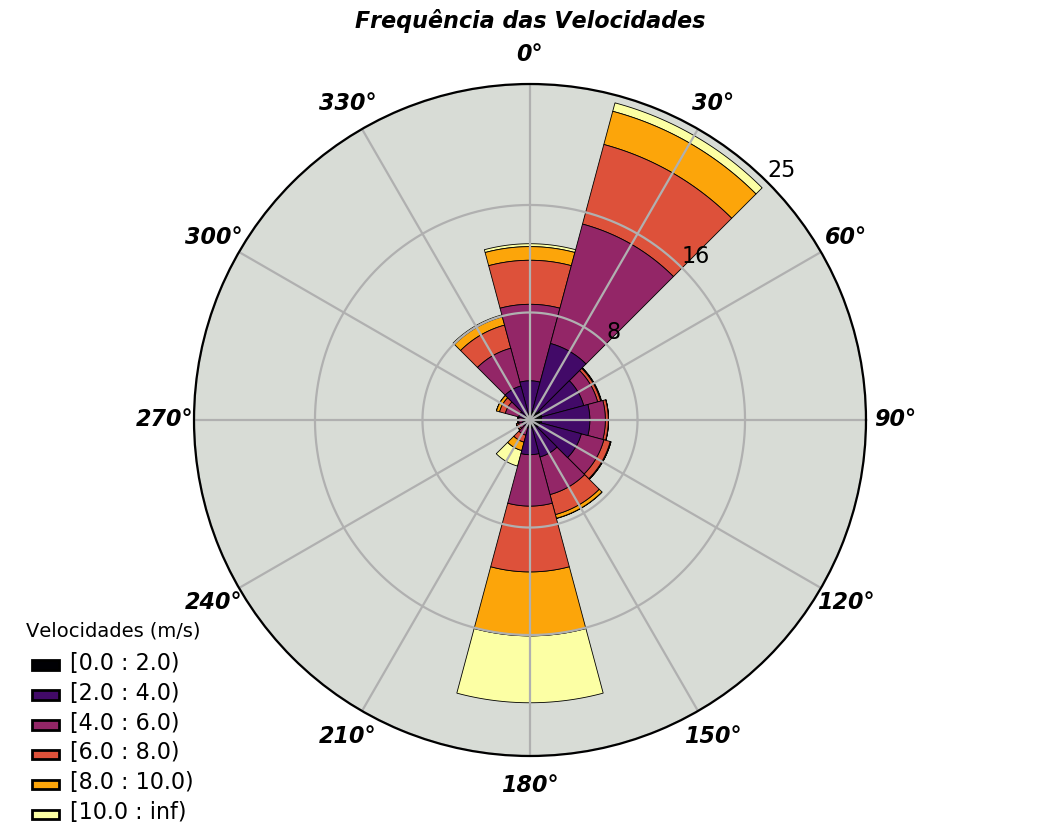 Frequência das Velocidades
0°
330°
30°
25
300°
60°
16
8
270°
90°
240°
120°
210°
150°
180°
Velocidades (m/s)
[0.0 : 2.0)
[2.0 : 4.0)
[4.0 : 6.0)
[6.0 : 8.0)
[8.0 : 10.0)
[10.0 : inf)